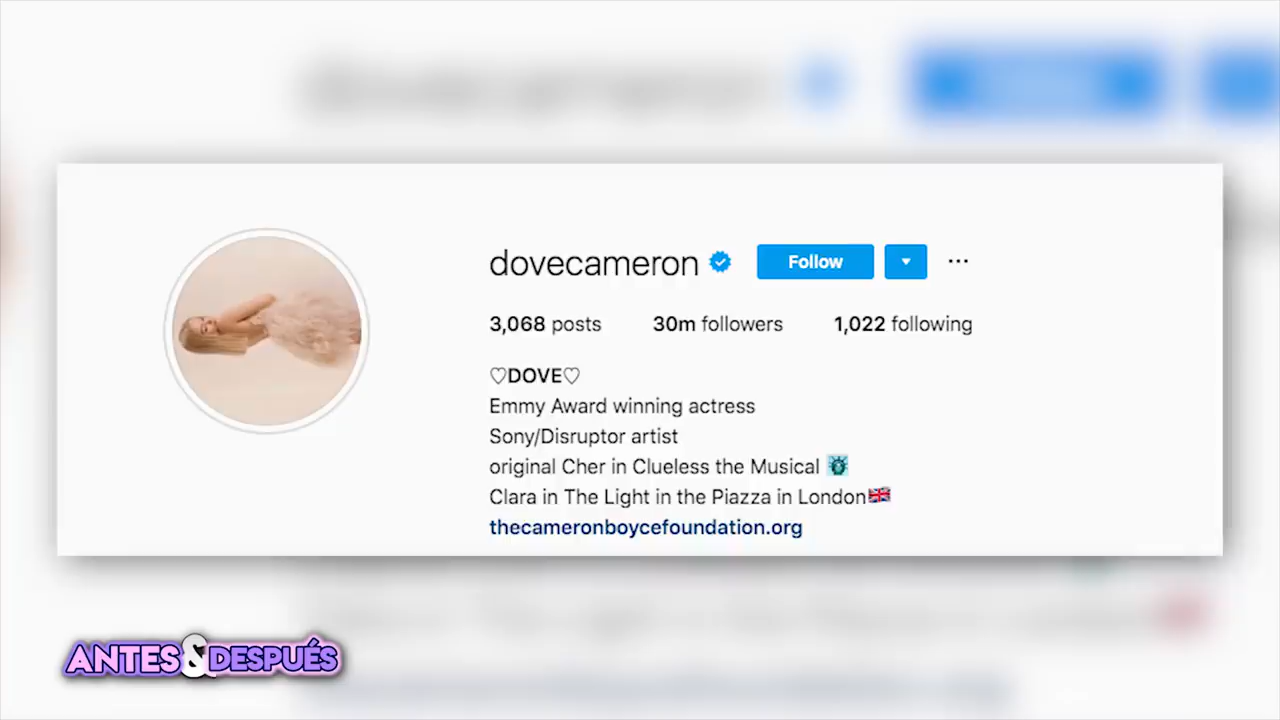 dovecameron Follow
3,068 posts 30m followers 1,022 following
♡DOVE♡
Emmy Award winning actress
Sony/Disruptor artist
original Cher in Clueless the Musical
Clara in The Light in the Piazza in London🇬🇧
thecameronboycefoundation.org
ANTES&DESPUÉS